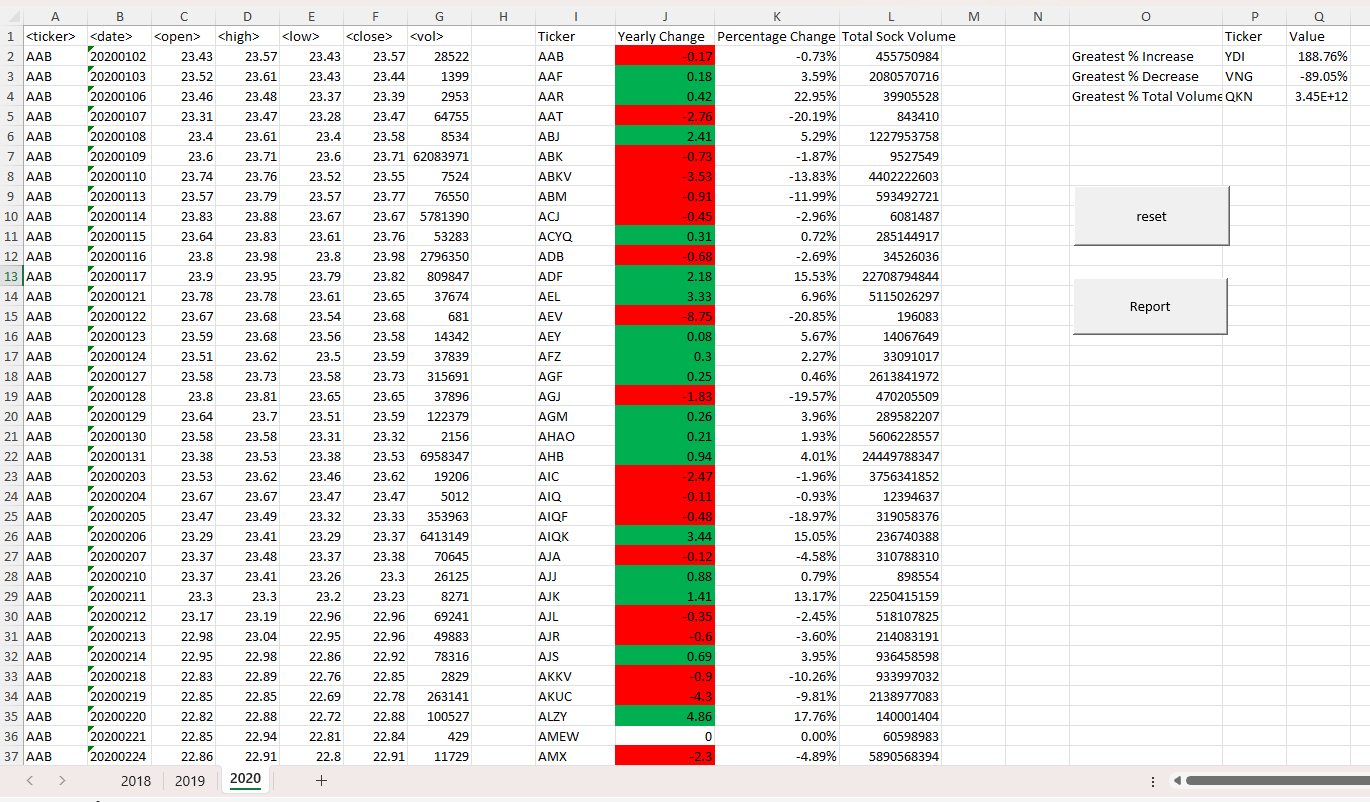 A B C D E F G H I J K L M N O P Q
1 <ticker> <date> <open> <high> <low> <close> <vol> Ticker Yearly Change Percentage Change Total Sock Volume Ticker Value
2 AAB 20200102 23.43 23.57 23.43 23.57 28522 AAB -0.17 -0.73% 455750984 Greatest % Increase YDI 188.76%
3 AAB 20200103 23.52 23.61 23.43 23.44 1399 AAF 0.18 3.59% 2080570716 Greatest % Decrease VNG -89.05%
4 AAB 20200106 23.46 23.48 23.37 23.39 2953 AAR 0.42 22.95% 39905528 Greatest % Total Volume QKN 3.45E+12
5 AAB 20200107 23.31 23.47 23.28 23.47 64755 AAT -2.76 -20.19% 843410
6 AAB 20200108 23.4 23.61 23.4 23.58 8534 ABJ 2.41 5.29% 1227953758
7 AAB 20200109 23.6 23.71 23.6 23.71 62083971 ABK -0.73 -1.87% 9527549
8 AAB 20200110 23.74 23.76 23.52 23.55 7524 ABKV -3.53 -13.83% 4402222603
9 AAB 20200113 23.57 23.79 23.57 23.77 76550 ABM -0.91 -11.99% 593492721
10 AAB 20200114 23.83 23.88 23.67 23.67 5781390 ACJ -0.45 -2.96% 6081487 reset
11 AAB 20200115 23.64 23.83 23.61 23.76 53283 ACYQ 0.31 0.72% 285144917
12 AAB 20200116 23.8 23.98 23.8 23.98 2796350 ADB -0.68 -2.69% 34526036
13 AAB 20200117 23.9 23.95 23.79 23.82 809847 ADF 2.18 15.53% 22708794844
14 AAB 20200121 23.78 23.78 23.61 23.65 37674 AEL 3.33 6.96% 5115026297
15 AAB 20200122 23.67 23.68 23.54 23.68 681 AEV -8.75 -20.85% 196083 Report
16 AAB 20200123 23.59 23.68 23.56 23.58 14342 AEY 0.08 5.67% 14067649
17 AAB 20200124 23.51 23.62 23.5 23.59 37839 AFZ 0.3 2.27% 33091017
18 AAB 20200127 23.58 23.73 23.58 23.73 315691 AGF 0.25 0.46% 2613841972
19 AAB 20200128 23.8 23.81 23.65 23.65 37896 AGJ -1.83 -19.57% 470205509
20 AAB 20200129 23.64 23.7 23.51 23.59 122379 AGM 0.26 3.96% 289582207
21 AAB 20200130 23.58 23.58 23.31 23.32 2156 AHAO 0.21 1.93% 5606228557
22 AAB 20200131 23.38 23.53 23.38 23.53 6958347 AHB 0.94 4.01% 24449788347
23 AAB 20200203 23.53 23.62 23.46 23.62 19206 AIC -2.47 -1.96% 3756341852
24 AAB 20200204 23.67 23.67 23.47 23.47 5012 AIQ -0.11 -0.93% 12394637
25 AAB 20200205 23.47 23.49 23.32 23.33 353963 AIQF -0.48 -18.97% 319058376
26 AAB 20200206 23.29 23.41 23.29 23.37 6413149 AIQK 3.44 15.05% 236740388
27 AAB 20200207 23.37 23.48 23.37 23.38 70645 AJA -0.12 -4.58% 310788310
28 AAB 20200210 23.37 23.41 23.26 23.3 26125 AJJ 0.88 0.79% 898554
29 AAB 20200211 23.3 23.3 23.2 23.23 8271 AJK 1.41 13.17% 2250415159
30 AAB 20200212 23.17 23.19 22.96 22.96 69241 AJL -0.35 -2.45% 518107825
31 AAB 20200213 22.98 23.04 22.95 22.96 49883 AJR -0.6 -3.60% 214083191
32 AAB 20200214 22.95 22.98 22.86 22.92 78316 AJS 0.69 3.95% 936458598
33 AAB 20200218 22.83 22.89 22.76 22.85 2829 AKKV -0.9 -10.26% 933997032
34 AAB 20200219 22.85 22.85 22.69 22.78 263141 AKUC -4.3 -9.81% 2138977083
35 AAB 20200220 22.82 22.88 22.72 22.88 100527 ALZY 4.86 17.76% 140001404
36 AAB 20200221 22.85 22.94 22.81 22.84 429 AMEW 0 0.00% 60598983
37 AAB 20200224 22.86 22.91 22.8 22.91 11729 AMX -2.3 -4.89% 5890568394
2018 2019 2020